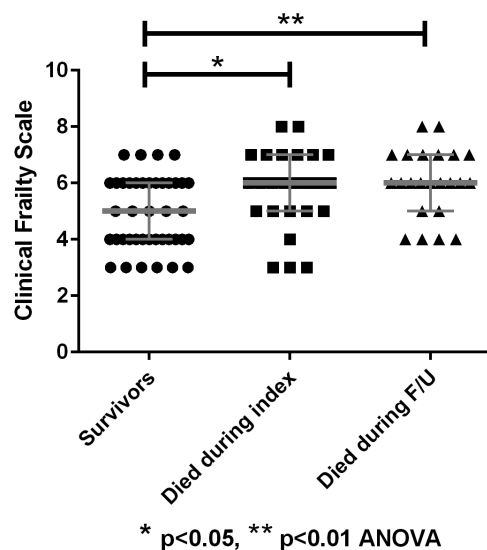 **
*
10
8
6
4
2
0
Clinical Frailty Scale
Survivors
Died during index
Died during F/U
* p<0.05, ** p<0.01 ANOVA